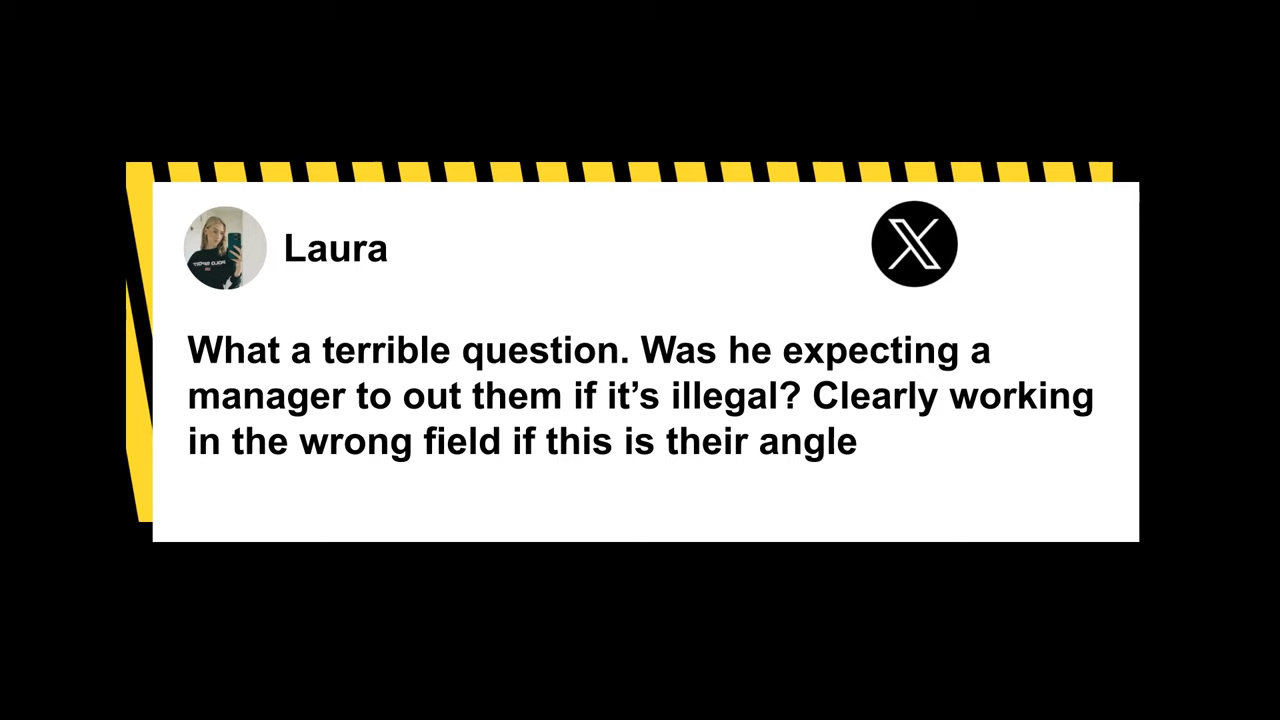 Laura
What a terrible question. Was he expecting a
manager to out them if it’s illegal? Clearly working
in the wrong field if this is their angle